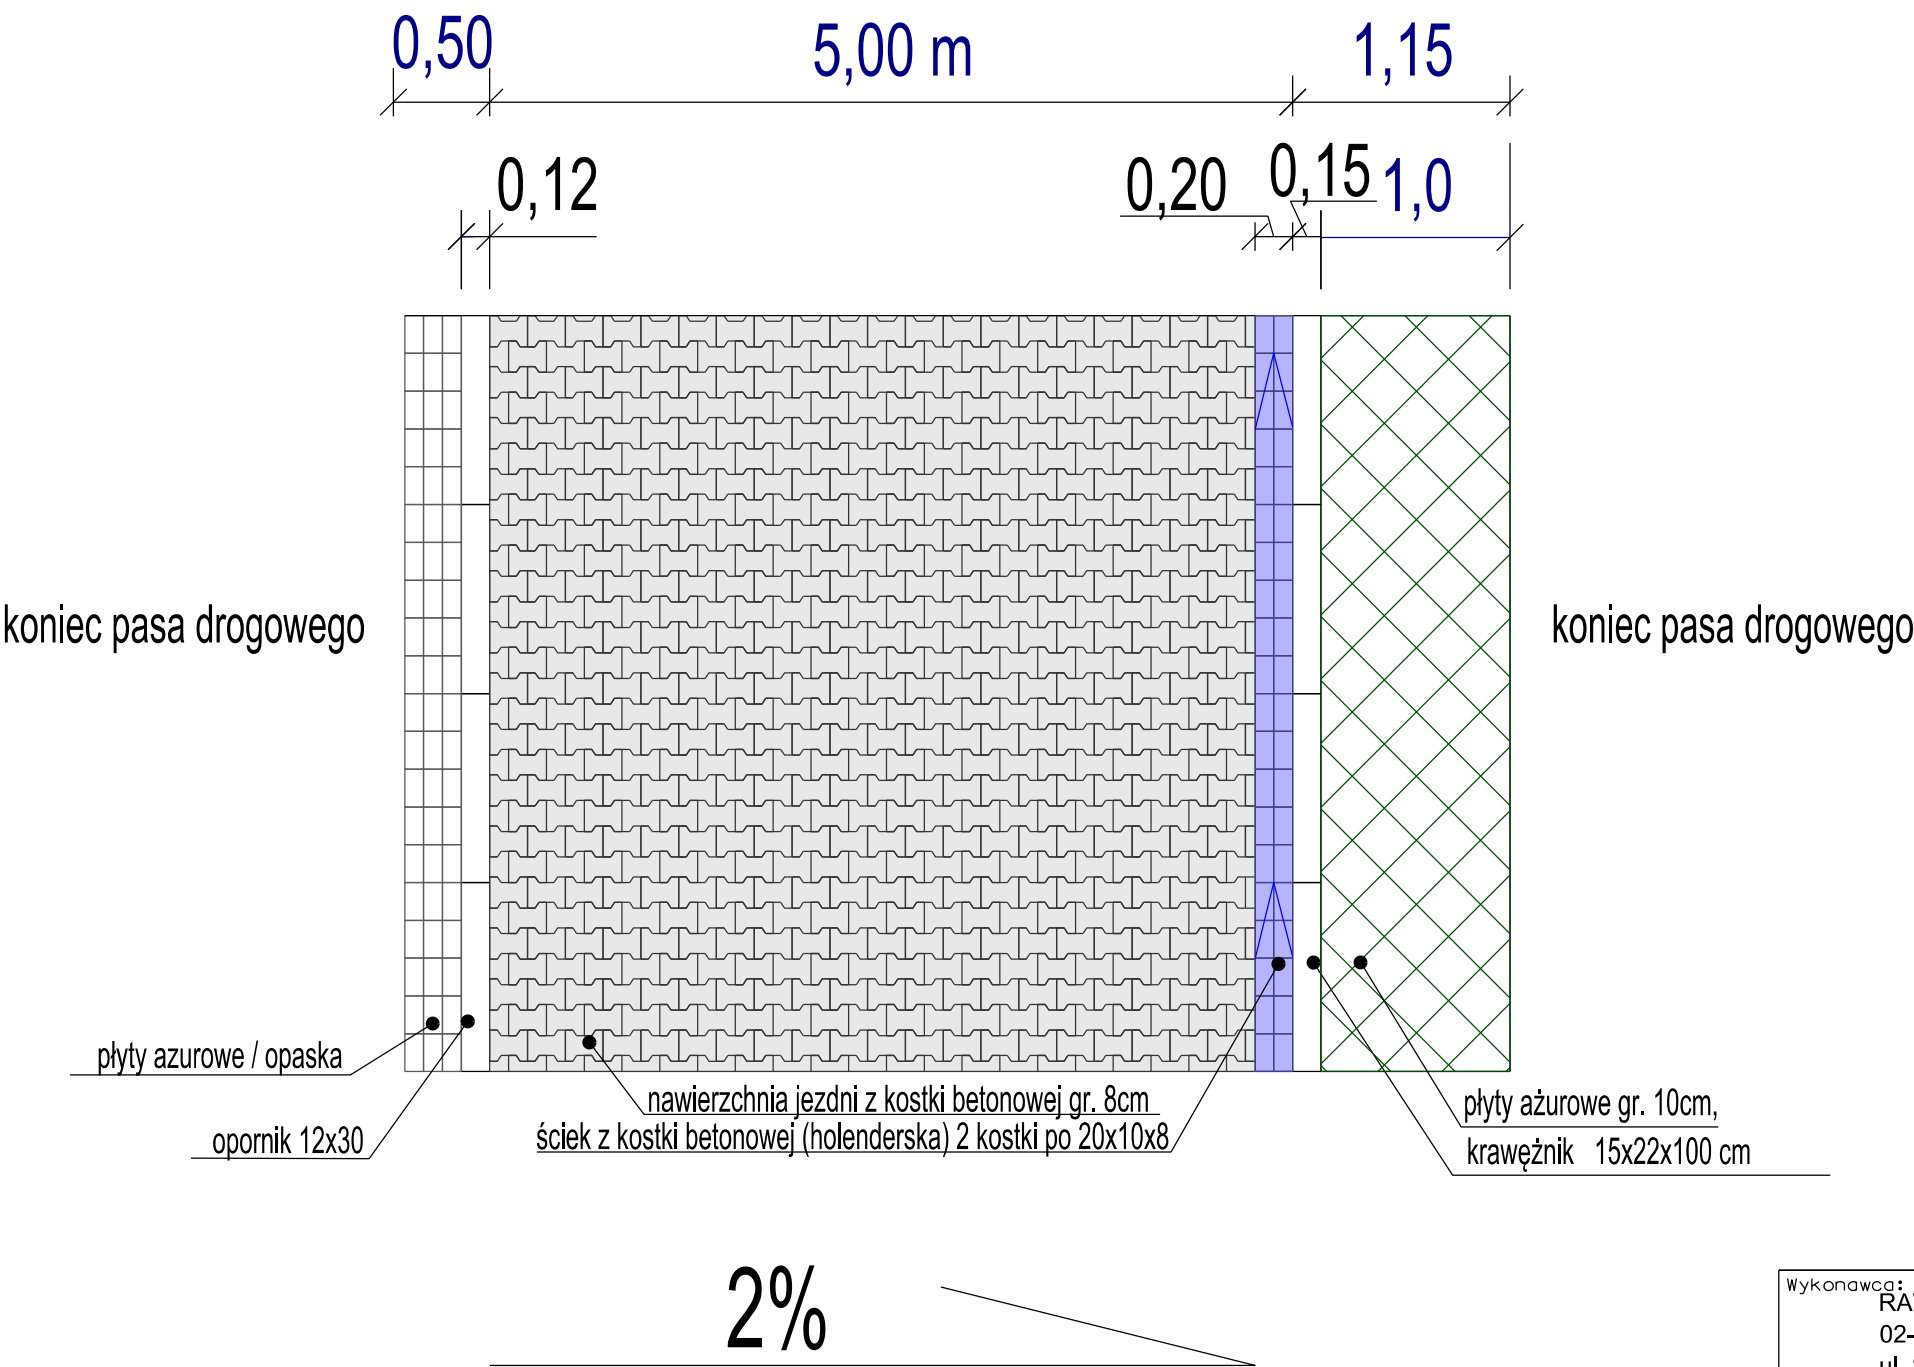 0,50
5,00 m
1,15
0,12
0,20
0,15
1,0
koniec pasa drogowego
koniec pasa drogowego
płyty azurowe / opaska
opornik 12x30
nawierzchnia jezdni z kostki betonowej gr. 8cm
ściek z kostki betonowej (holenderska) 2 kostki po 20x10x8
płyty ażurowe gr. 10cm,
krawężnik 15x22x100 cm
2%
Wykonawca:
02-